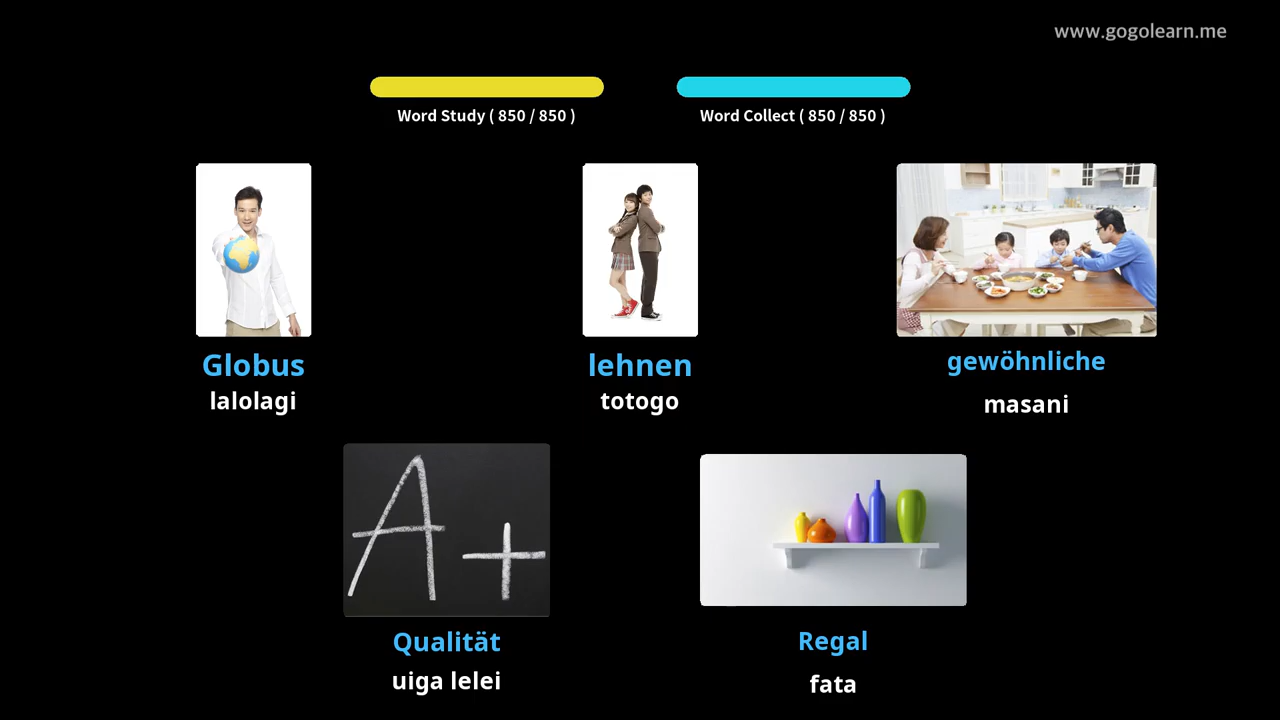 www.gogolearn.me
Word Study ( 850 / 850 )
Word Collect ( 850 / 850 )
Globus
lalolagi
lehnen
totogo
gewöhnliche
masani
A+
Qualität
uiga lelei
Regal
fata